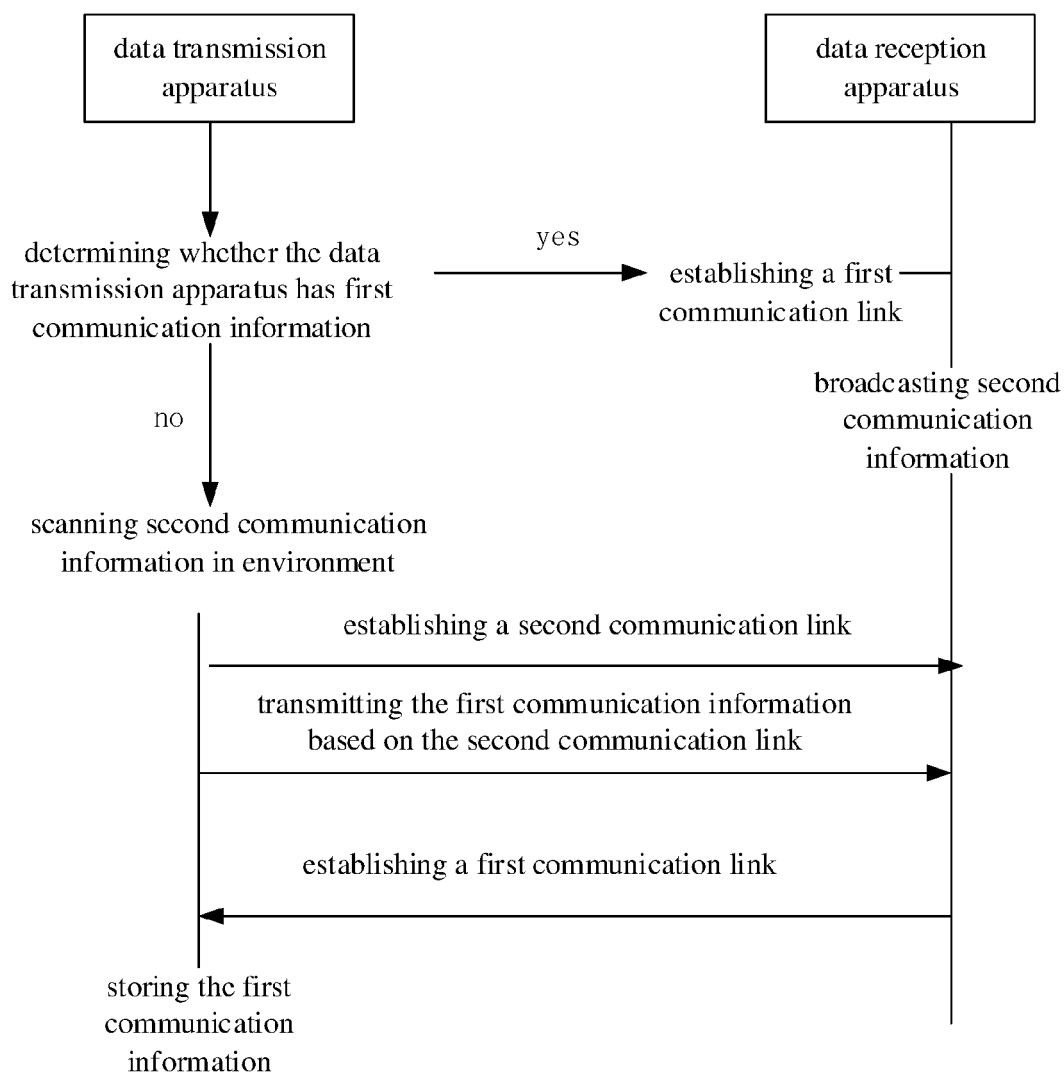 data transmission
apparatus
data reception
apparatus
determining whether the data
transmission apparatus has first
communication information
yes
establishing a first
communication link
broadcasting second
communication
information
no
scanning second communication
information in environment
establishing a second communication link
transmitting the first communication information
based on the second communication link
establishing a first communication link
storing the first
communication
information